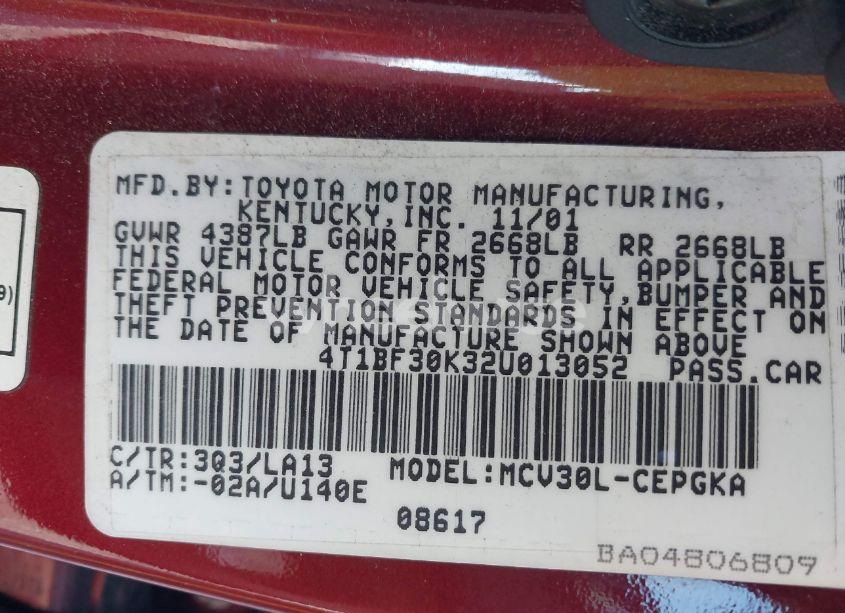 MFD.BY:TOYOTA MOTOR MANUFACTURING,
KENTUCKY,INC. 11/01
GVWR 4387LB GAWR FR 2668LB RR 2668LB
THIS VEHICLE CONFORMS TO ALL APPLICABLE
FEDERAL MOTOR VEHICLE SAFETY,BUMPER AND
THEFT PREVENTION STANDARDS IN EFFECT ON
THE DATE OF MANUFACTURE SHOWN ABOVE
4T1BF30K32U013052 PASS.CAR
C/TR:3Q3/LA13 MODEL:MCV30L-CEPGKA
A/TM:-02A/U140E
08617
BA04806809
9)